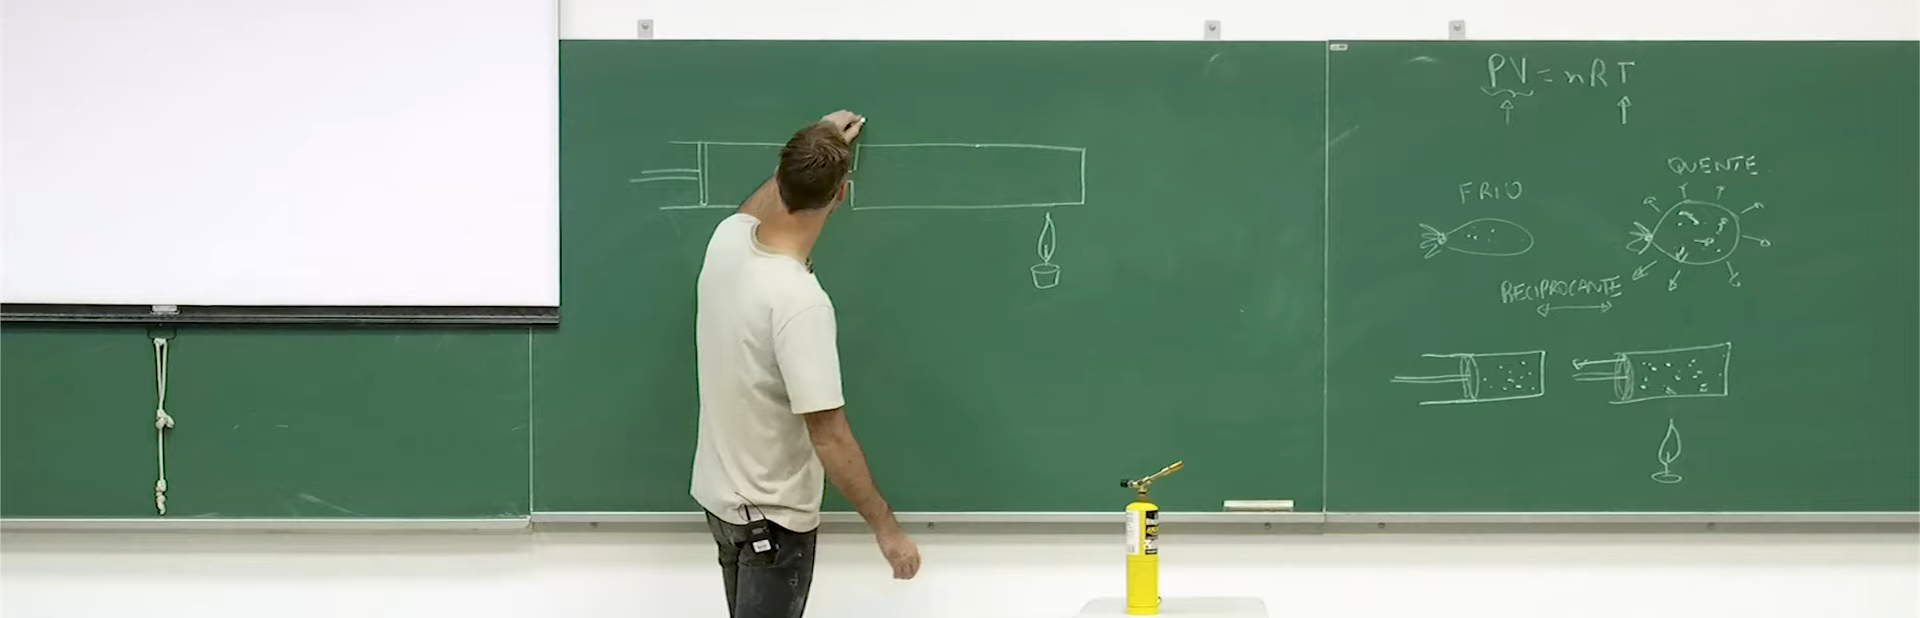 PV = nRT
QUENTE
FRIO
RECIPROCANTE